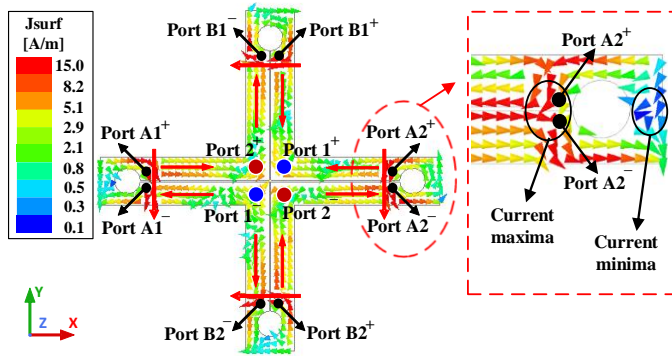 Jsurf
[A/m]
15.0
8.2
5.1
2.9
2.1
0.8
0.5
0.3
0.1
Port B1⁻
Port B1⁺
Port A1⁺
Port 2⁺
Port 1⁺
Port A2⁺
Port A1⁻
Port 1⁻
Port 2⁻
Port A2⁻
Port B2⁻
Port B2⁺
Y
Z
X
Port A2⁺
Port A2⁻
Current
maxima
Current
minima